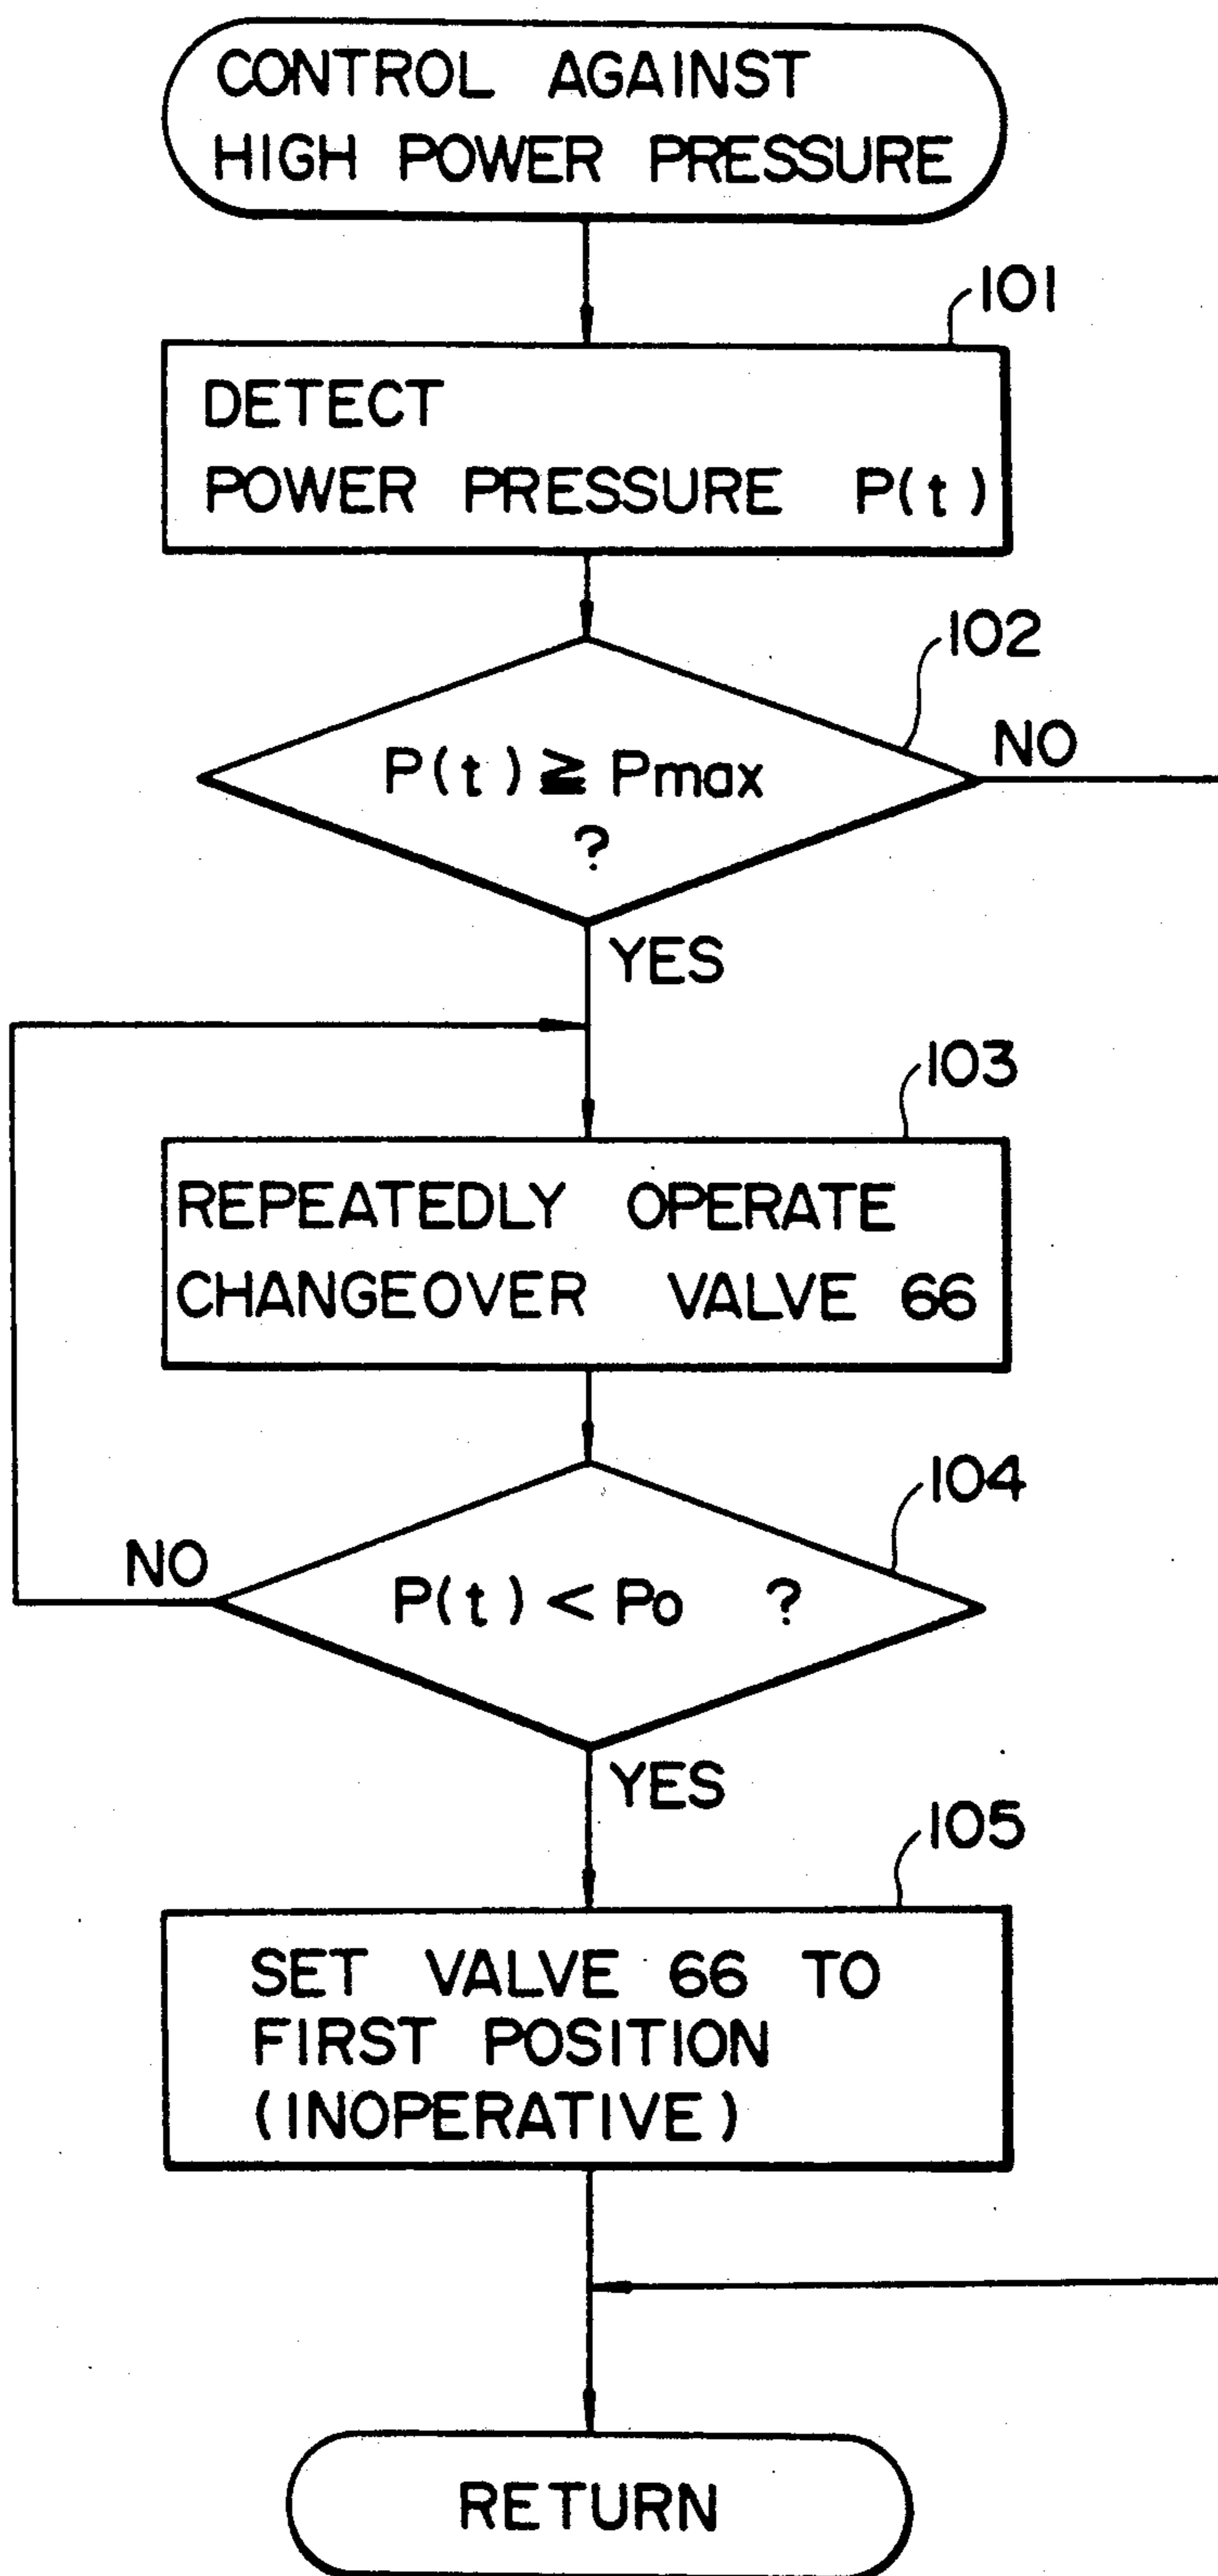 CONTROL AGAINST
HIGH POWER PRESSURE
101
DETECT
POWER PRESSURE P(t)
102
P(t) ≧ Pmax
?
NO
YES
103
REPEATEDLY OPERATE
CHANGEOVER VALVE 66
104
P(t) < Po ?
NO
YES
105
SET VALVE 66 TO
FIRST POSITION
(INOPERATIVE)
RETURN